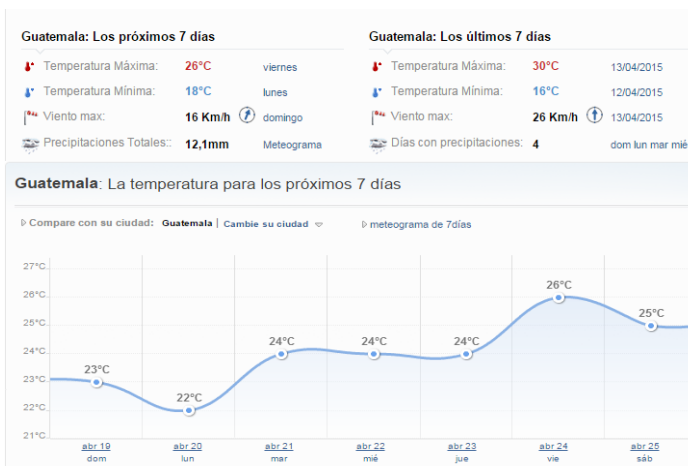 Guatemala: Los próximos 7 días
Temperatura Máxima: 26°C viernes
Temperatura Mínima: 18°C lunes
Viento max: 16 Km/h domingo
Precipitaciones Totales:: 12,1mm Meteograma
Guatemala: Los últimos 7 días
Temperatura Máxima: 30°C 13/04/2015
Temperatura Mínima: 16°C 12/04/2015
Viento max: 26 Km/h 13/04/2015
Días con precipitaciones: 4 dom lun mar mié
Guatemala: La temperatura para los próximos 7 días
Compare con su ciudad: Guatemala | Cambie su ciudad
meteograma de 7días
27°C
26°C
25°C
24°C
23°C
22°C
21°C
23°C
22°C
24°C
24°C
24°C
26°C
25°C
abr 19 abr 20 abr 21 abr 22 abr 23 abr 24 abr 25
dom lun mar mié jue vie sáb